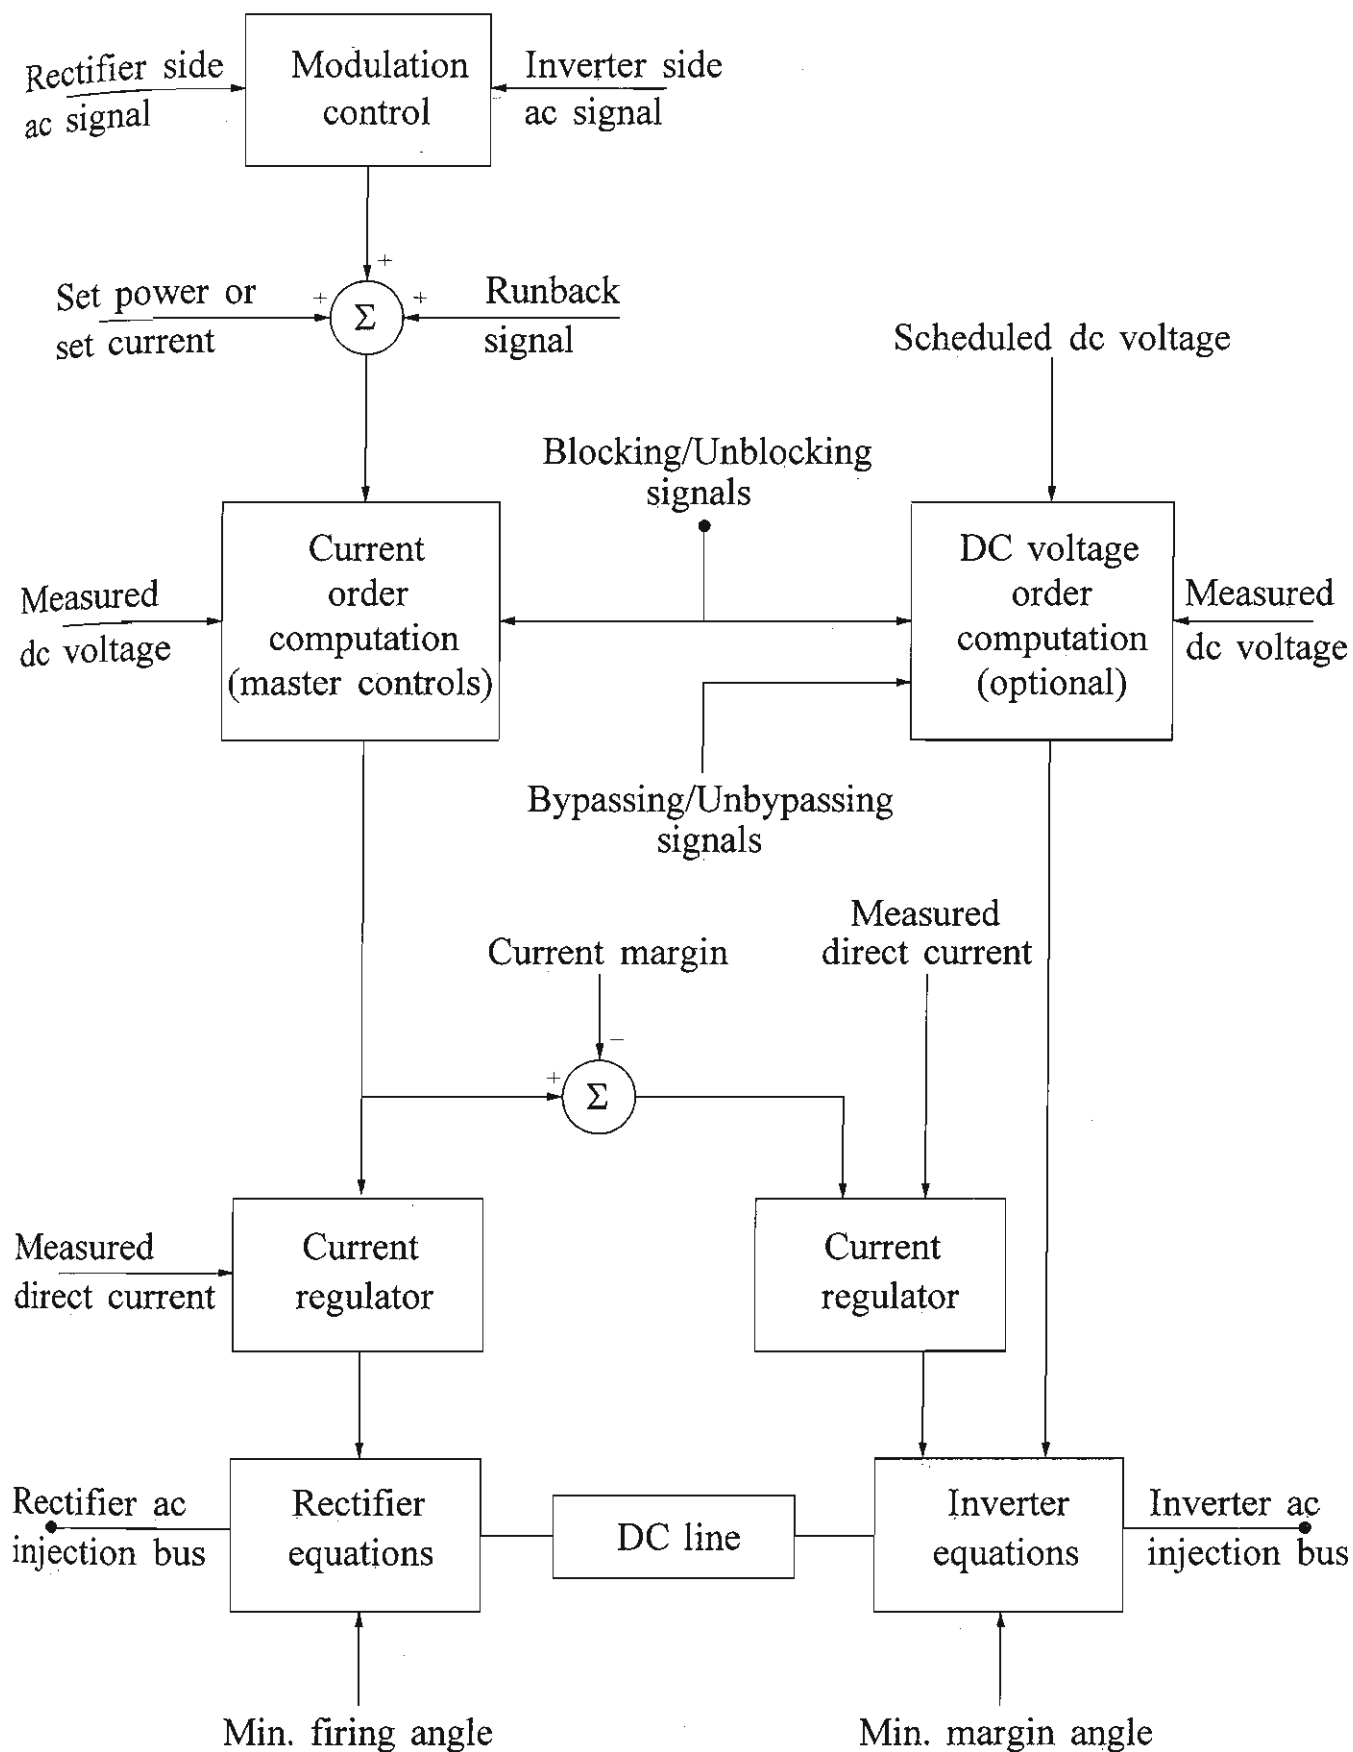 Rectifier side
ac signal
Modulation
control
Inverter side
ac signal
+
Set power or
set current
+
Σ
+
Runback
signal
Scheduled dc voltage
Blocking/Unblocking
signals
Measured
dc voltage
Current
order
computation
(master controls)
DC voltage
order
computation
(optional)
Measured
dc voltage
Bypassing/Unbypassing
signals
Current margin
Measured
direct current
−
+
Σ
Measured
direct current
Current
regulator
Current
regulator
Rectifier ac
injection bus
Rectifier
equations
DC line
Inverter
equations
Inverter ac
injection bus
Min. firing angle
Min. margin angle